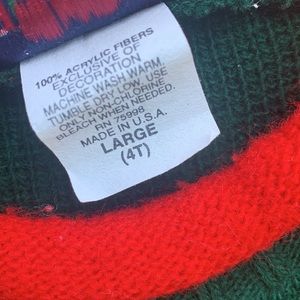 100% ACRYLIC FIBERS
EXCLUSIVE OF
DECORATION
MACHINE WASH WARM.
TUMBLE DRY LOW. USE
ONLY NON-CHLORINE
BLEACH WHEN NEEDED.
RN 75998
MADE IN U.S.A.
LARGE
(4T)